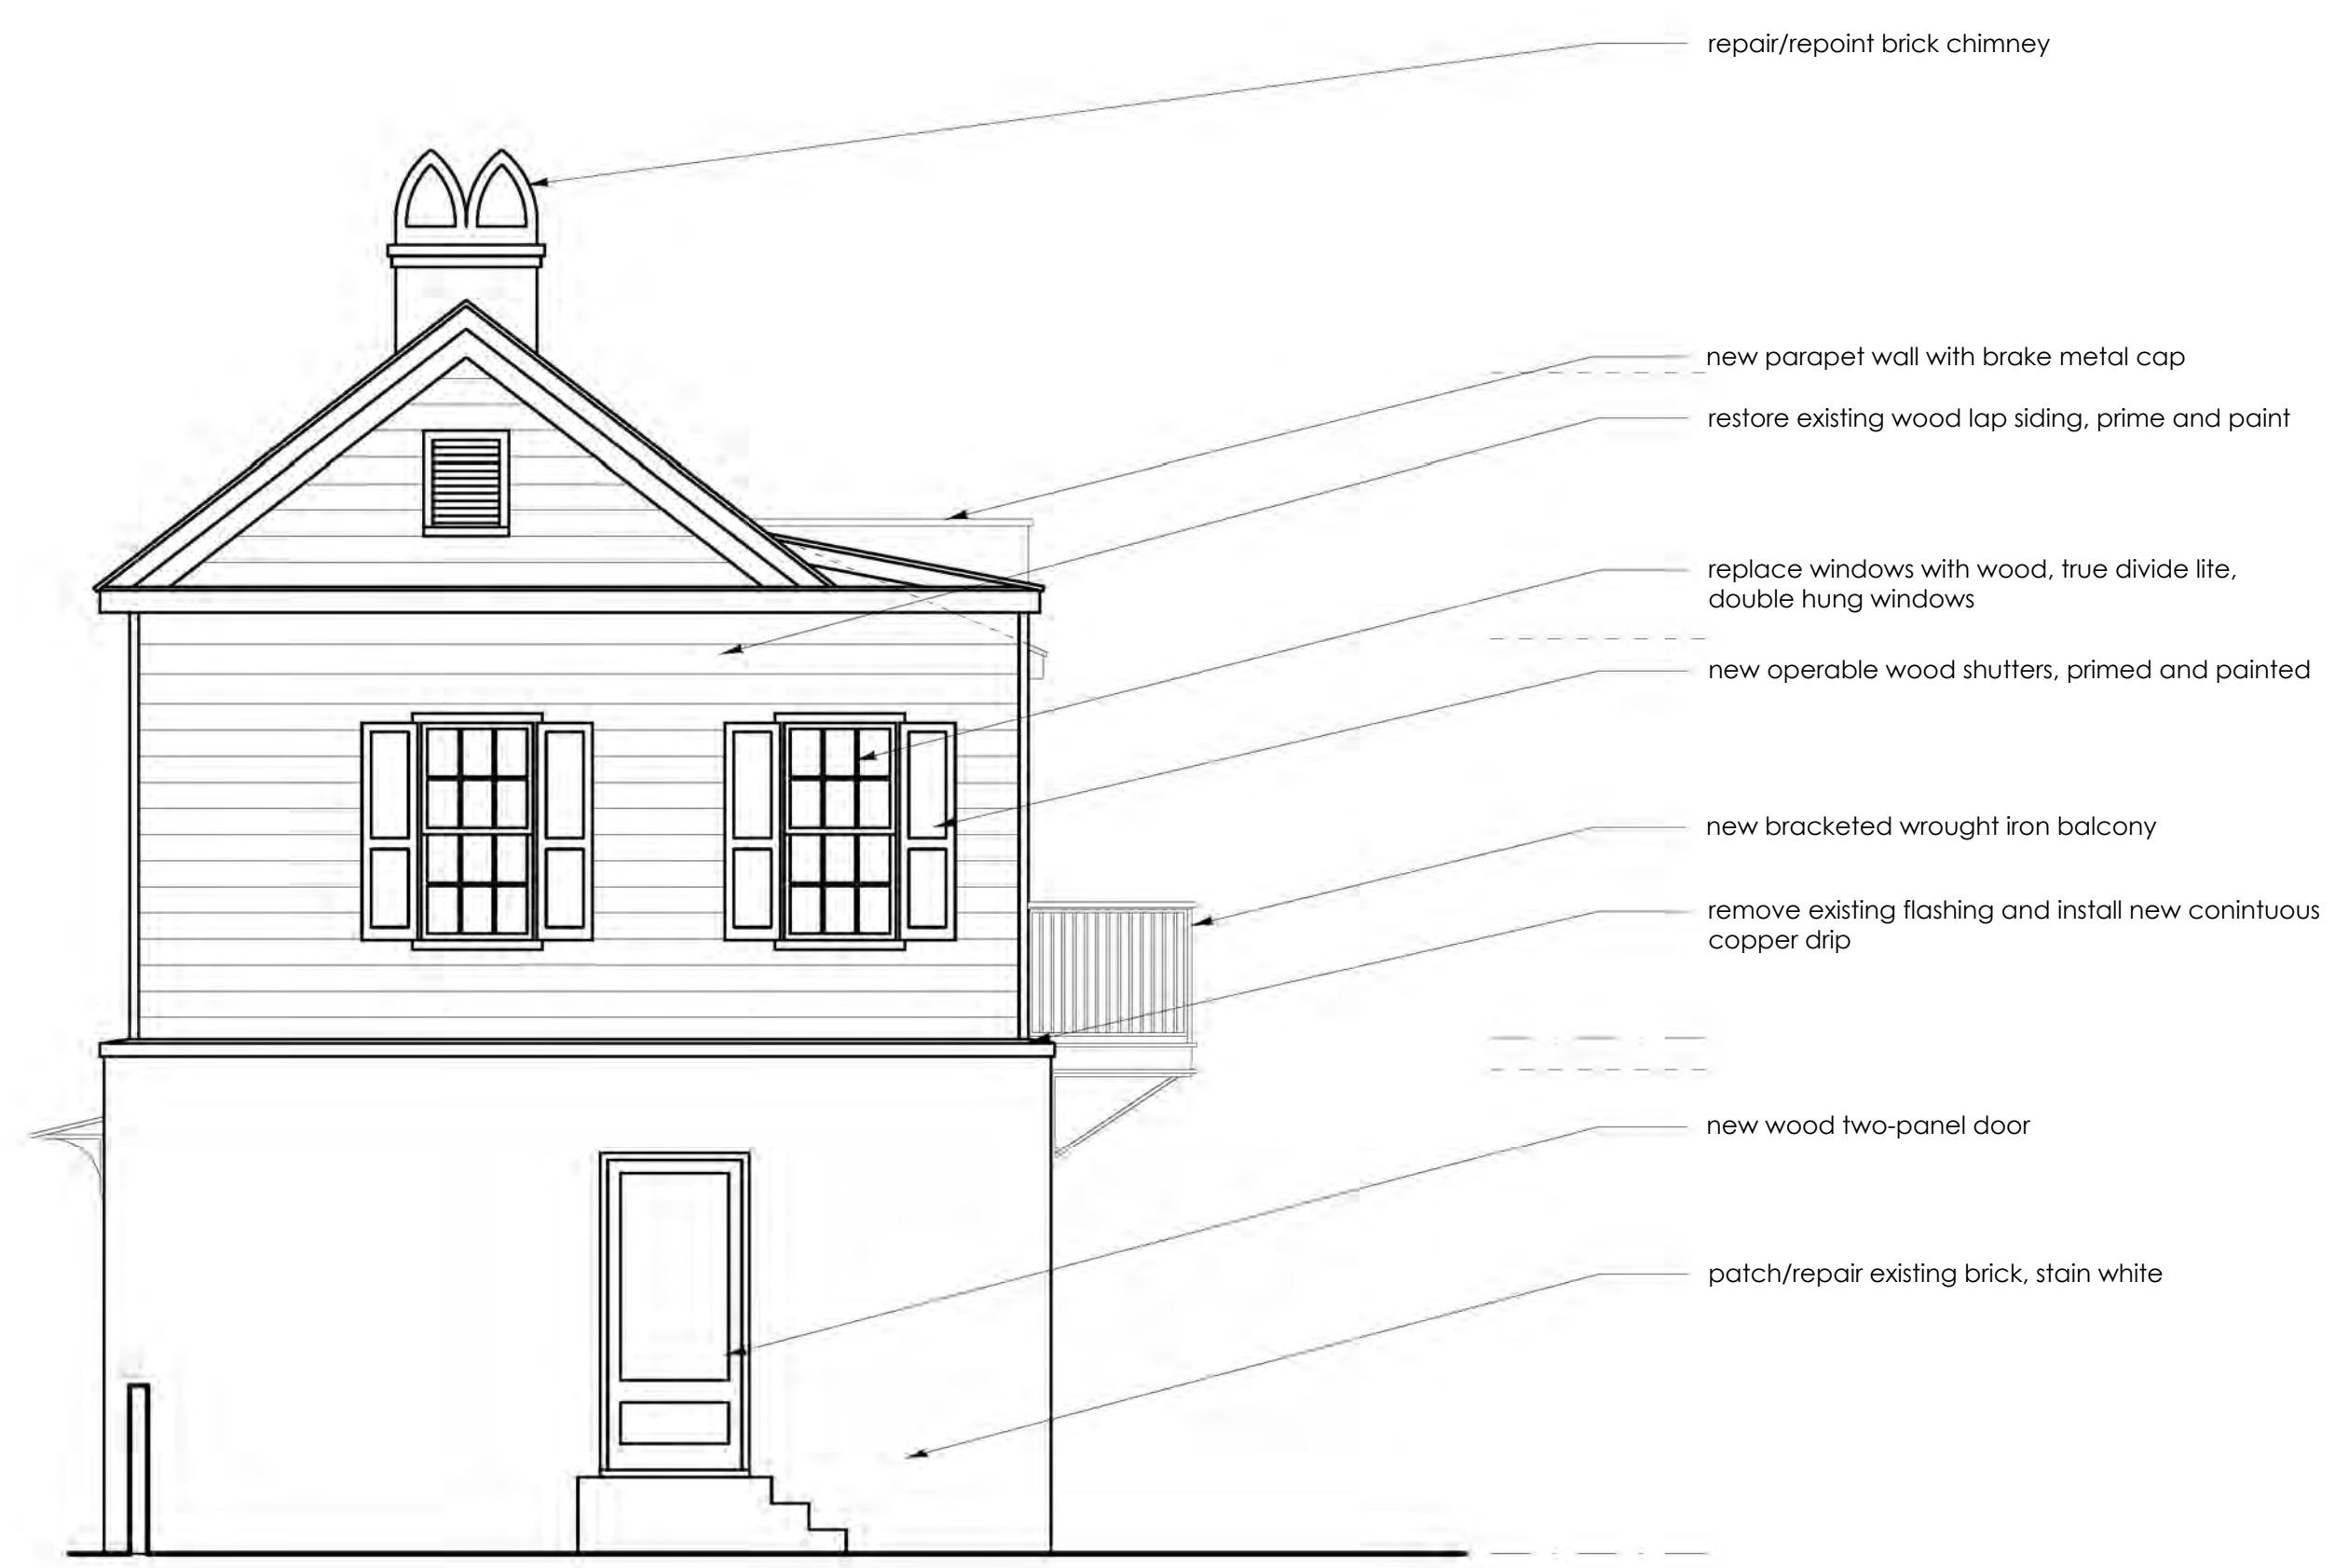 repair/repoint brick chimney
new parapet wall with brake metal cap
restore existing wood lap siding, prime and paint
replace windows with wood, true divide lite,
double hung windows
new operable wood shutters, primed and painted
new bracketed wrought iron balcony
remove existing flashing and install new conintuous
copper drip
new wood two-panel door
patch/repair existing brick, stain white